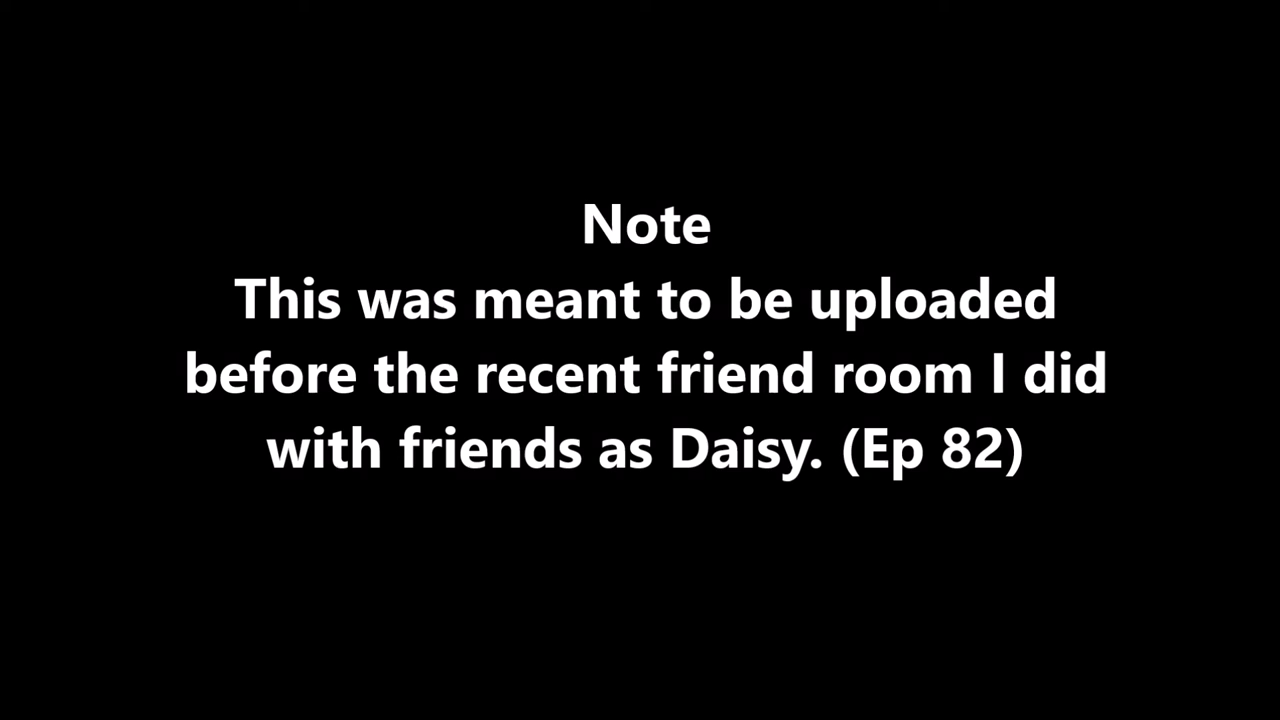 Note
This was meant to be uploaded
before the recent friend room I did
with friends as Daisy. (Ep 82)